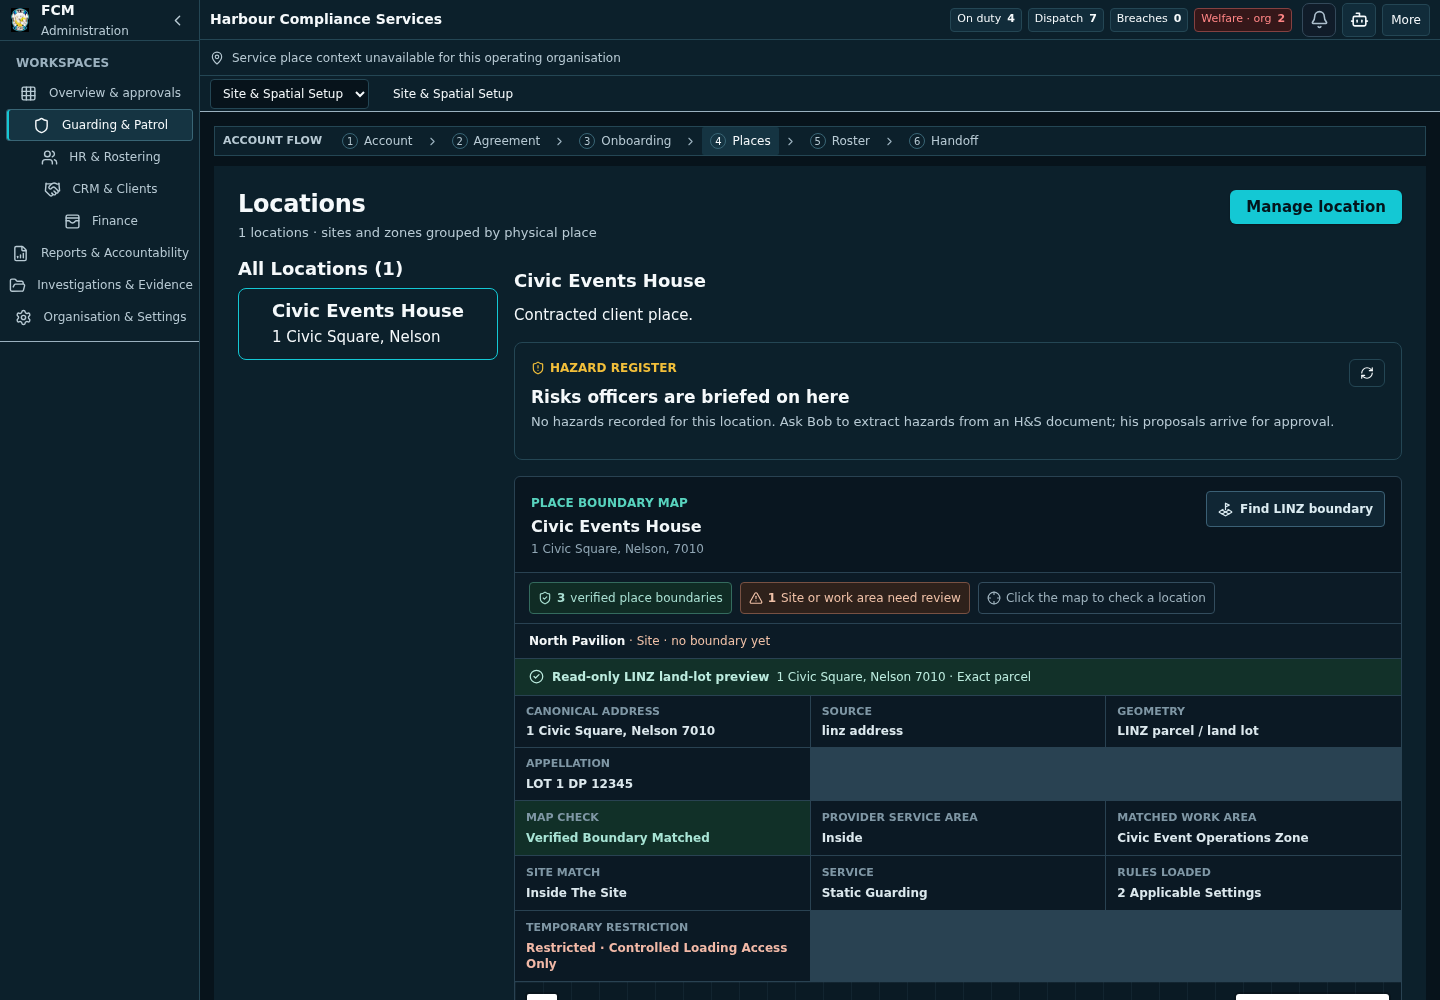 FCM
Administration
WORKSPACES
Overview & approvals
Guarding & Patrol
HR & Rostering
CRM & Clients
Finance
Reports & Accountability
Investigations & Evidence
Organisation & Settings
Harbour Compliance Services
On duty 4
Dispatch 7
Breaches 0
Welfare · org 2
More
Service place context unavailable for this operating organisation
Site & Spatial Setup
Site & Spatial Setup
ACCOUNT FLOW
1 Account
2 Agreement
3 Onboarding
4 Places
5 Roster
6 Handoff
Locations
1 locations · sites and zones grouped by physical place
Manage location
All Locations (1)
Civic Events House
1 Civic Square, Nelson
Civic Events House
Contracted client place.
HAZARD REGISTER
Risks officers are briefed on here
No hazards recorded for this location. Ask Bob to extract hazards from an H&S document; his proposals arrive for approval.
PLACE BOUNDARY MAP
Civic Events House
1 Civic Square, Nelson, 7010
Find LINZ boundary
3 verified place boundaries
1 Site or work area need review
Click the map to check a location
North Pavilion · Site · no boundary yet
Read-only LINZ land-lot preview 1 Civic Square, Nelson 7010 · Exact parcel
CANONICAL ADDRESS
1 Civic Square, Nelson 7010
SOURCE
linz address
GEOMETRY
LINZ parcel / land lot
APPELLATION
LOT 1 DP 12345
MAP CHECK
Verified Boundary Matched
PROVIDER SERVICE AREA
Inside
MATCHED WORK AREA
Civic Event Operations Zone
SITE MATCH
Inside The Site
SERVICE
Static Guarding
RULES LOADED
2 Applicable Settings
TEMPORARY RESTRICTION
Restricted · Controlled Loading Access
Only